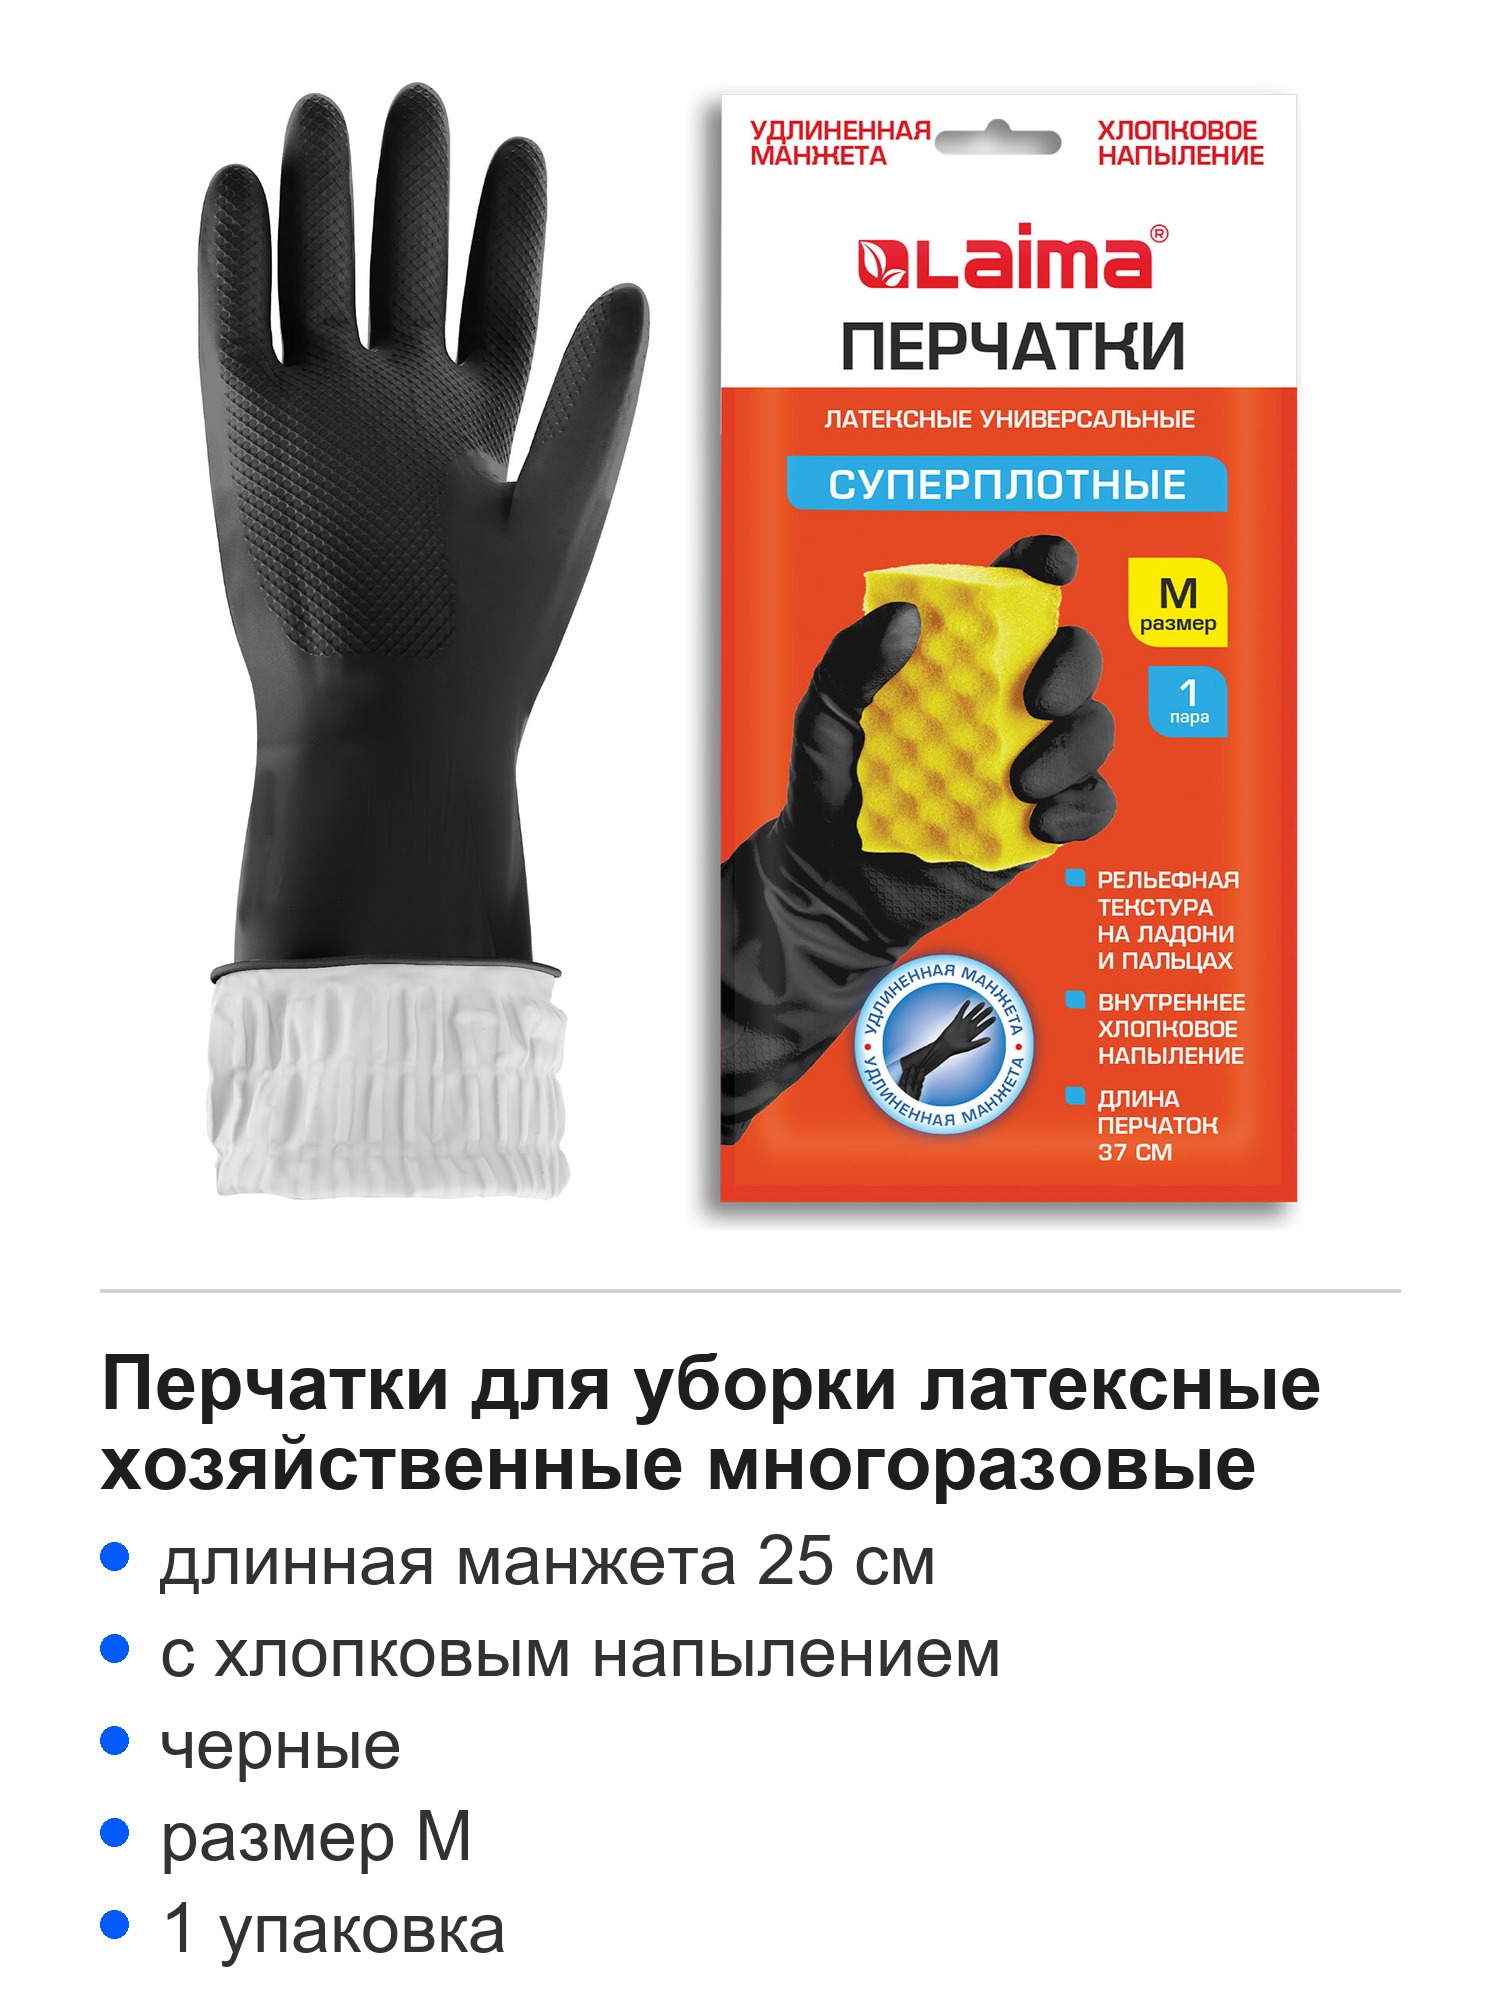 УДЛИНЕННАЯ
МАНЖЕТА
ХЛОПКОВОЕ
НАПЫЛЕНИЕ
Laima®
ПЕРЧАТКИ
ЛАТЕКСНЫЕ УНИВЕРСАЛЬНЫЕ
СУПЕРПЛОТНЫЕ
M
размер
1
пара
РЕЛЬЕФНАЯ
ТЕКСТУРА
НА ЛАДОНИ
И ПАЛЬЦАХ
ВНУТРЕННЕЕ
ХЛОПКОВОЕ
НАПЫЛЕНИЕ
ДЛИНА
ПЕРЧАТОК
37 СМ
УДЛИНЕННАЯ МАНЖЕТА
УДЛИНЕННАЯ МАНЖЕТА
Перчатки для уборки латексные
хозяйственные многоразовые
длинная манжета 25 см
с хлопковым напылением
черные
размер М
1 упаковка